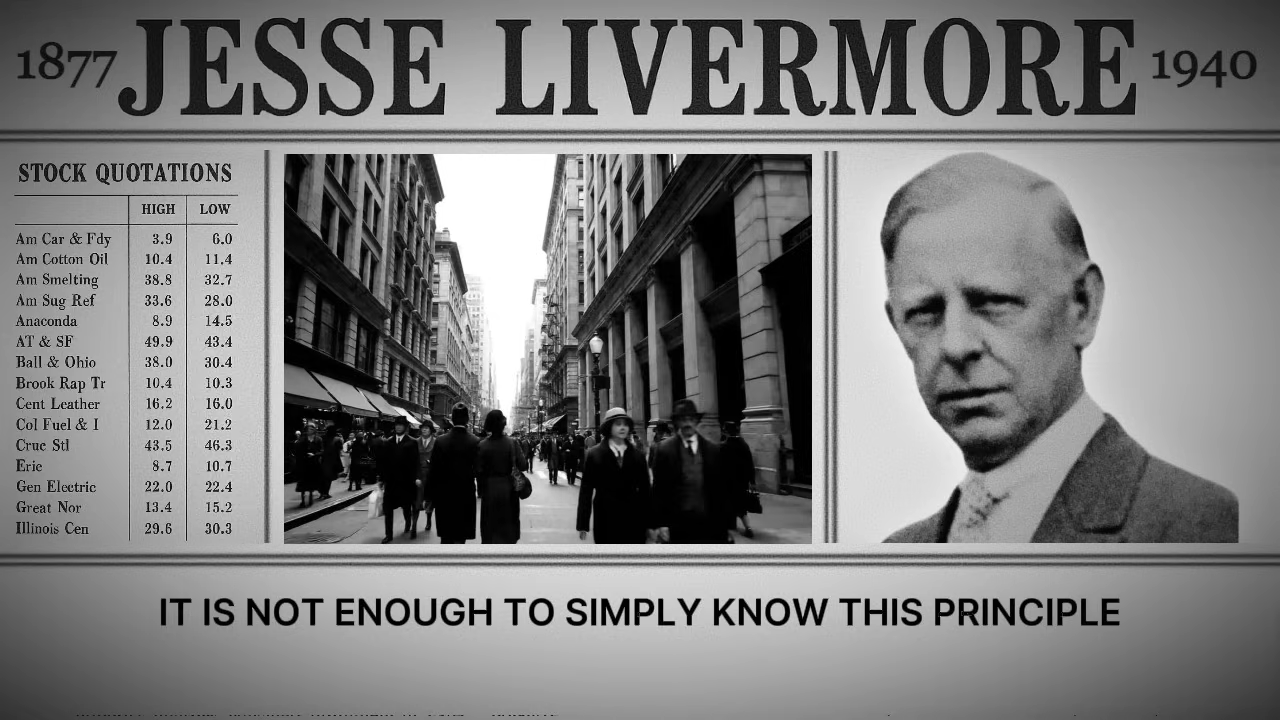 1877 JESSE LIVERMORE 1940
STOCK QUOTATIONS
HIGH LOW
Am Car & Fdy 3.9 6.0
Am Cotton Oil 10.4 11.4
Am Smelting 38.8 32.7
Am Sug Ref 33.6 28.0
Anaconda 8.9 14.5
AT & SF 49.9 43.4
Ball & Ohio 38.0 30.4
Brook Rap Tr 10.4 10.3
Cent Leather 16.2 16.0
Col Fuel & I 12.0 21.2
Cruc Stl 43.5 46.3
Erie 8.7 10.7
Gen Electric 22.0 22.4
Great Nor 13.4 15.2
Illinois Cen 29.6 30.3
IT IS NOT ENOUGH TO SIMPLY KNOW THIS PRINCIPLE